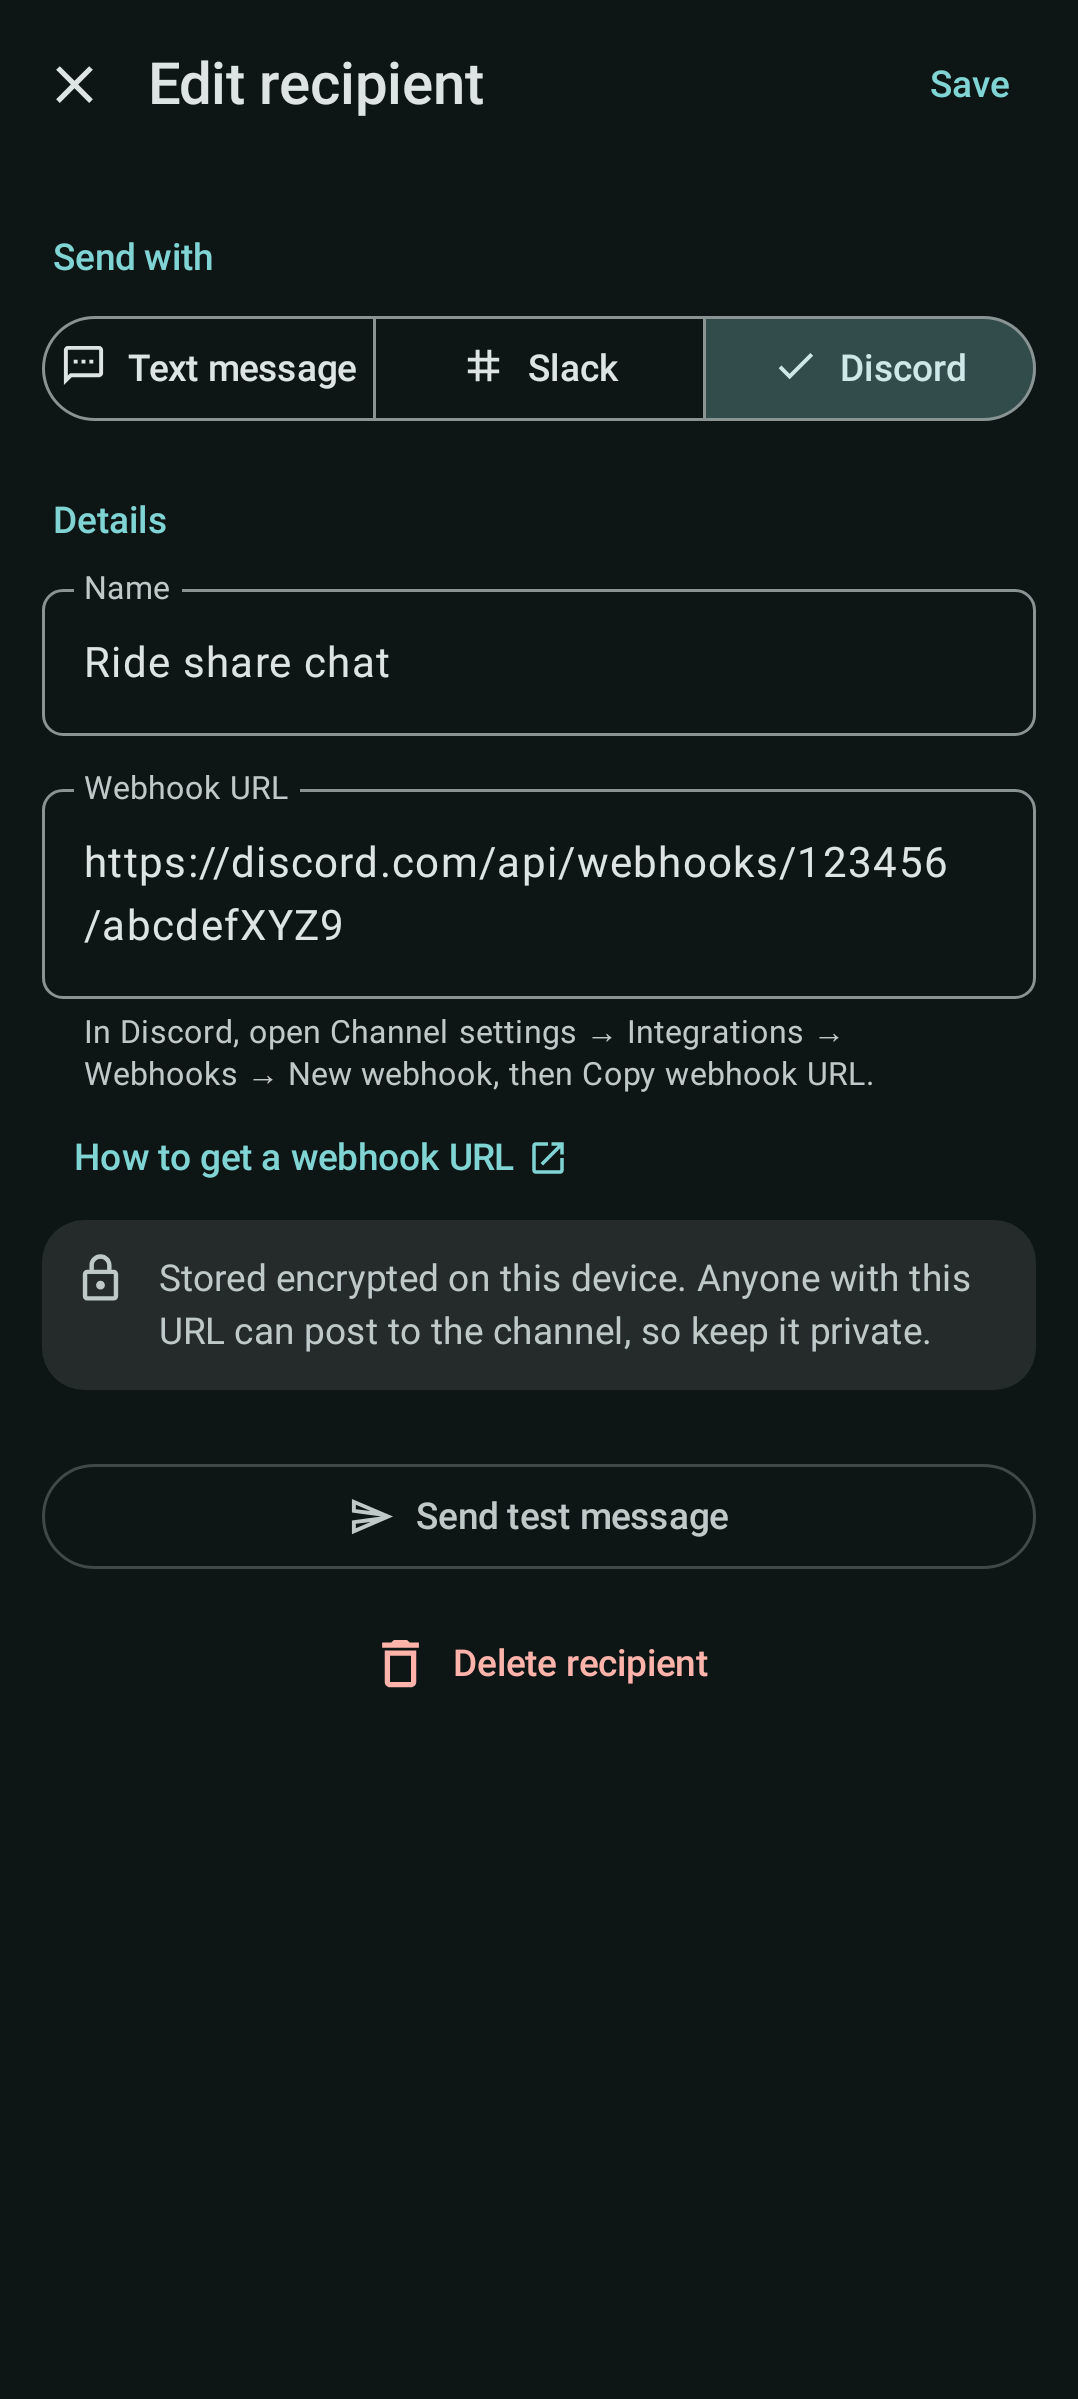 Edit recipient
Save
Send with
Text message
Slack
Discord
Details
Name
Ride share chat
Webhook URL
https://discord.com/api/webhooks/123456
/abcdefXYZ9
In Discord, open Channel settings → Integrations →
Webhooks → New webhook, then Copy webhook URL.
How to get a webhook URL
Stored encrypted on this device. Anyone with this
URL can post to the channel, so keep it private.
Send test message
Delete recipient